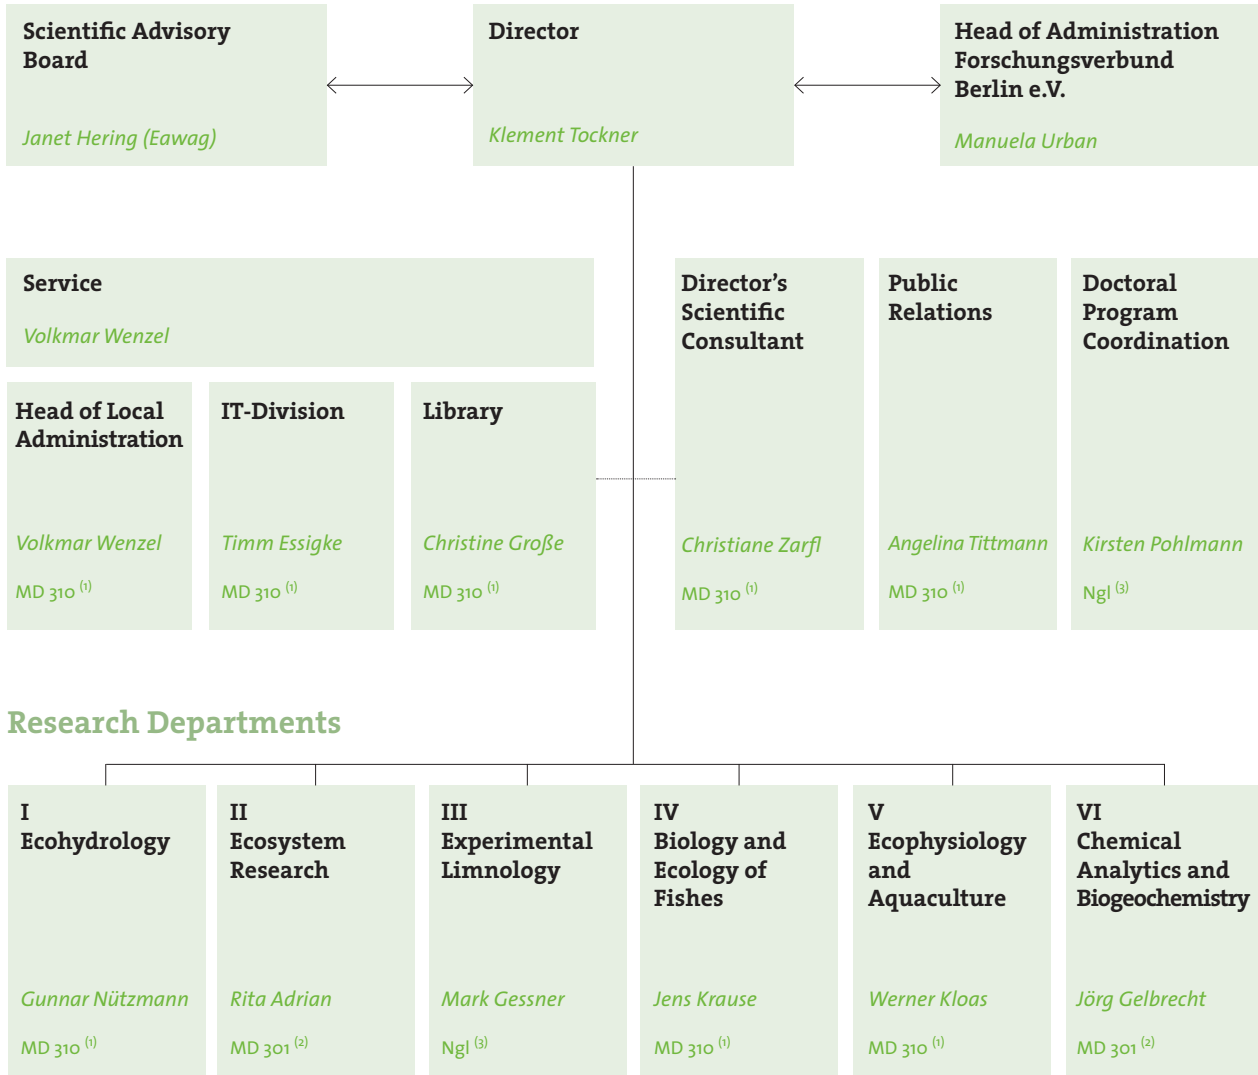 Scientific Advisory
Board
Janet Hering (Eawag)
Director
Klement Tockner
Head of Administration
Forschungsverbund
Berlin e.V.
Manuela Urban
Service
Volkmar Wenzel
Head of Local
Administration
Volkmar Wenzel
MD 310 (1)
IT-Division
Timm Essigke
MD 310 (1)
Library
Christine Große
MD 310 (1)
Director’s
Scientific
Consultant
Christiane Zarfl
MD 310 (1)
Public
Relations
Angelina Tittmann
MD 310 (1)
Doctoral
Program
Coordination
Kirsten Pohlmann
Ngl (3)
Research Departments
I
Ecohydrology
Gunnar Nützmann
MD 310 (1)
II
Ecosystem
Research
Rita Adrian
MD 301 (2)
III
Experimental
Limnology
Mark Gessner
Ngl (3)
IV
Biology and
Ecology of
Fishes
Jens Krause
MD 310 (1)
V
Ecophysiology
and
Aquaculture
Werner Kloas
MD 310 (1)
VI
Chemical
Analytics and
Biogeochemistry
Jörg Gelbrecht
MD 301 (2)